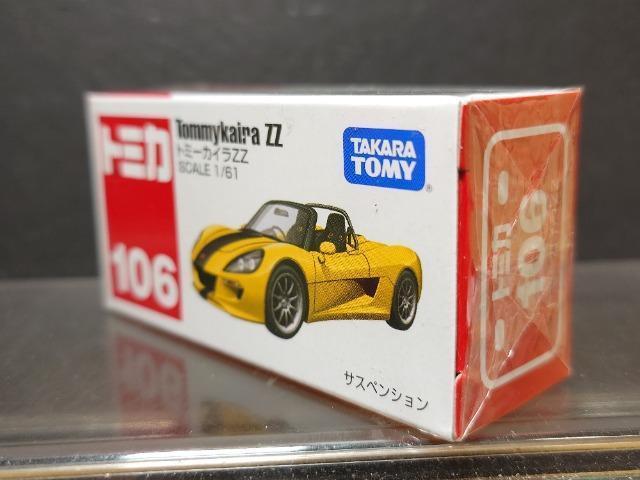 トミカ
106
Tommykaira ZZ
トミーカイラZZ
SCALE 1/61
TAKARA
TOMY
®
サスペンション
トミカ
106